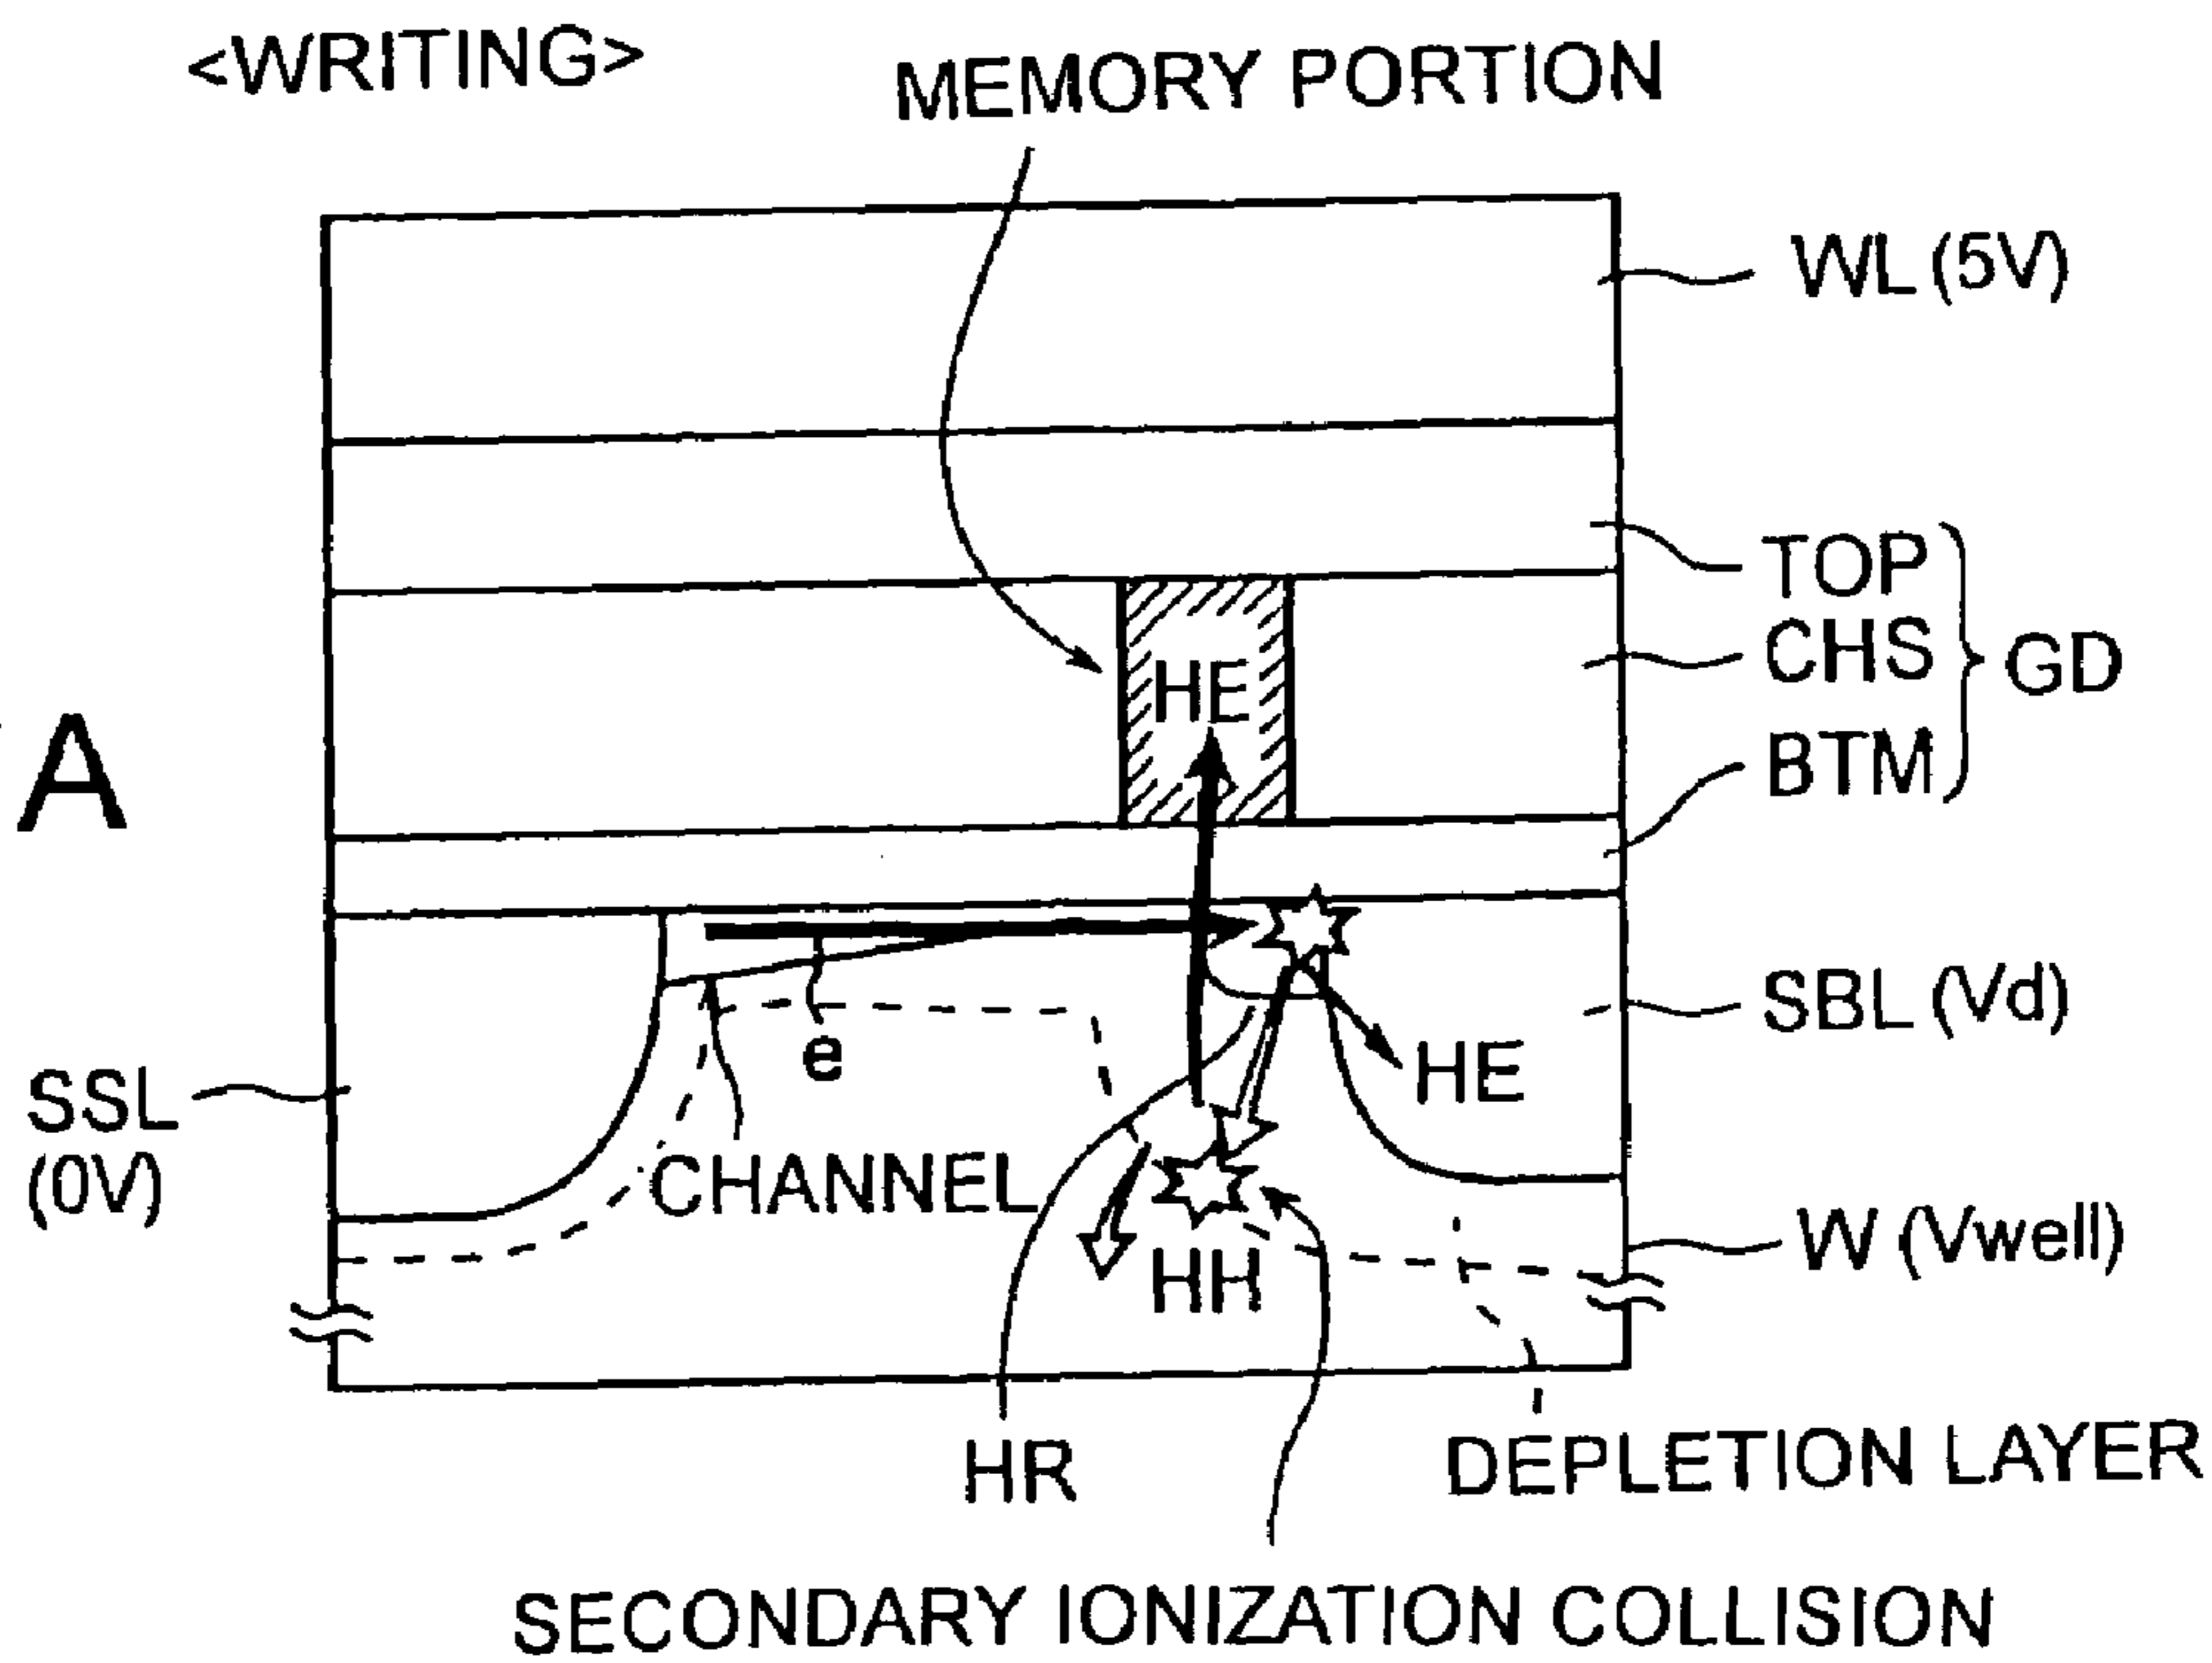 <WRITING>
MEMORY PORTION
WL (5V)
TOP
CHS
GD
BTM
HE
A
SBL (Vd)
e
HE
SSL
(0V)
CHANNEL
W (Vwell)
HH
HR
DEPLETION LAYER
SECONDARY IONIZATION COLLISION